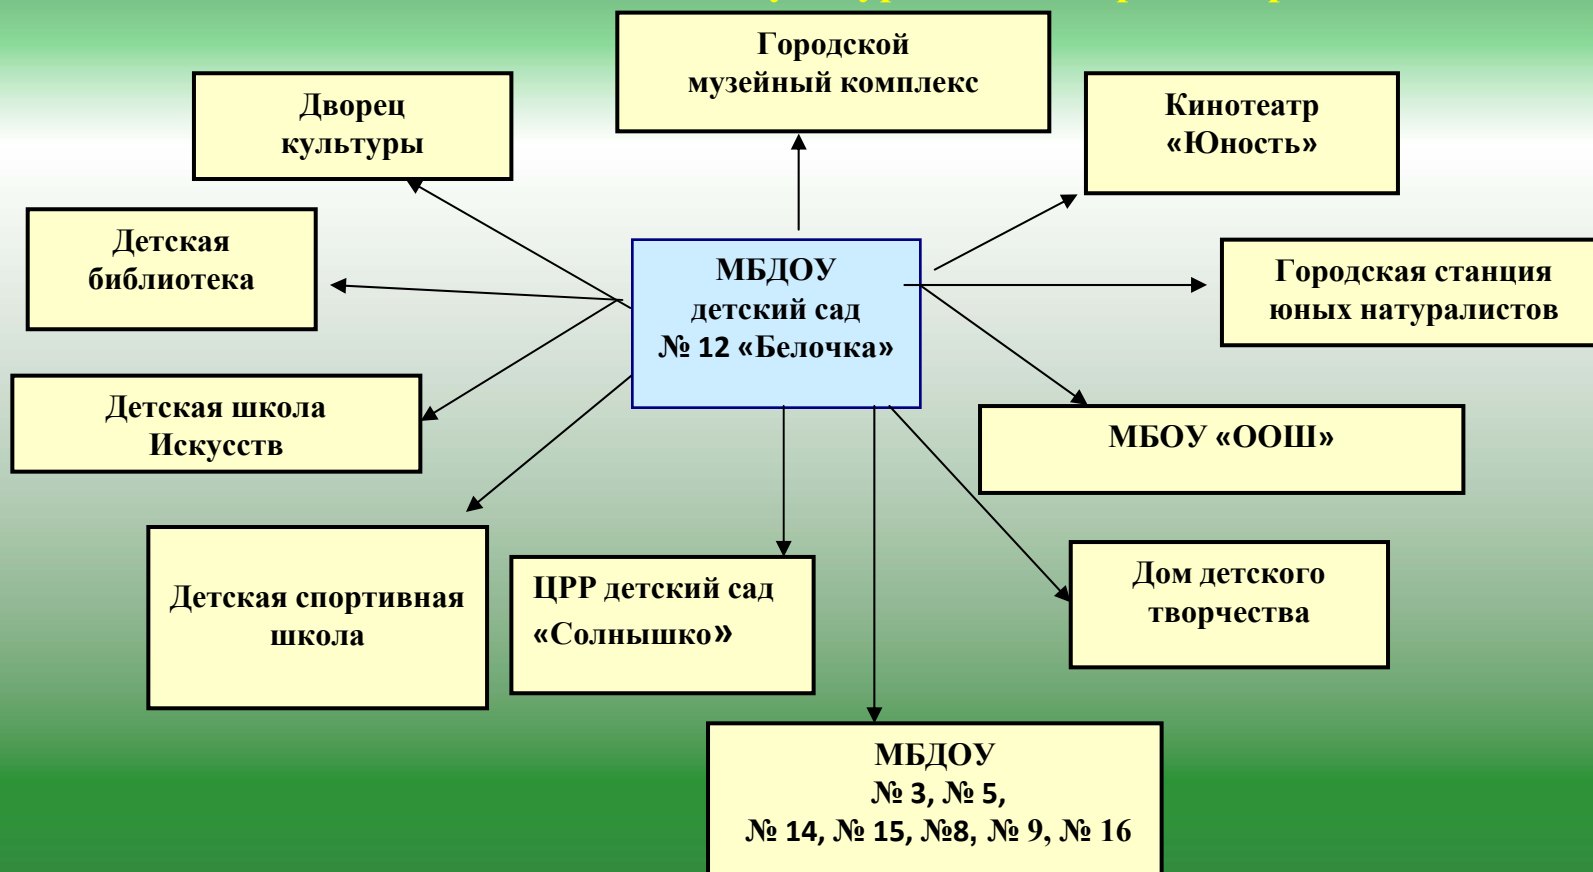 Городской
музейный комплекс
Дворец
культуры
Кинотеатр
«Юность»
Детская
библиотека
МБДОУ
детский сад
№ 12 «Белочка»
Городская станция
юных натуралистов
Детская школа
Искусств
МБОУ «ООШ»
Детская спортивная
школа
ЦРР детский сад
«Солнышко»
Дом детского
творчества
МБДОУ
№ 3, № 5,
№ 14, № 15, №8, № 9, № 16